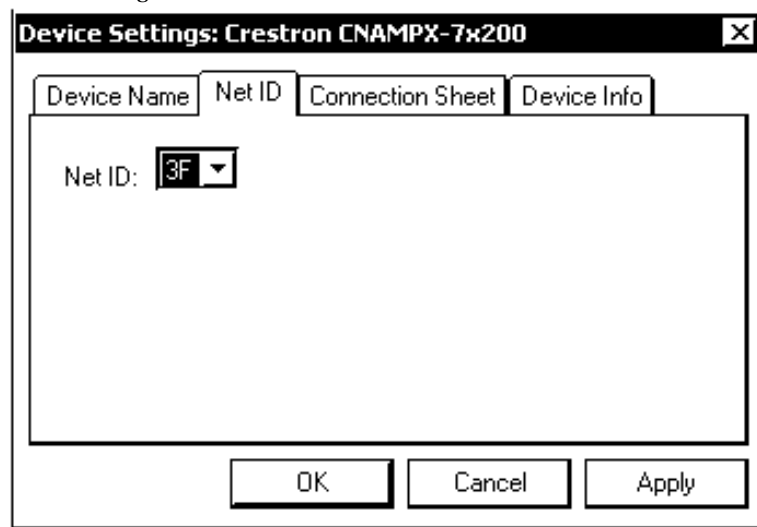 Device Settings: Crestron CNAMPX-7x200
Device Name Net ID Connection Sheet Device Info
Net ID: 3F
OK Cancel Apply